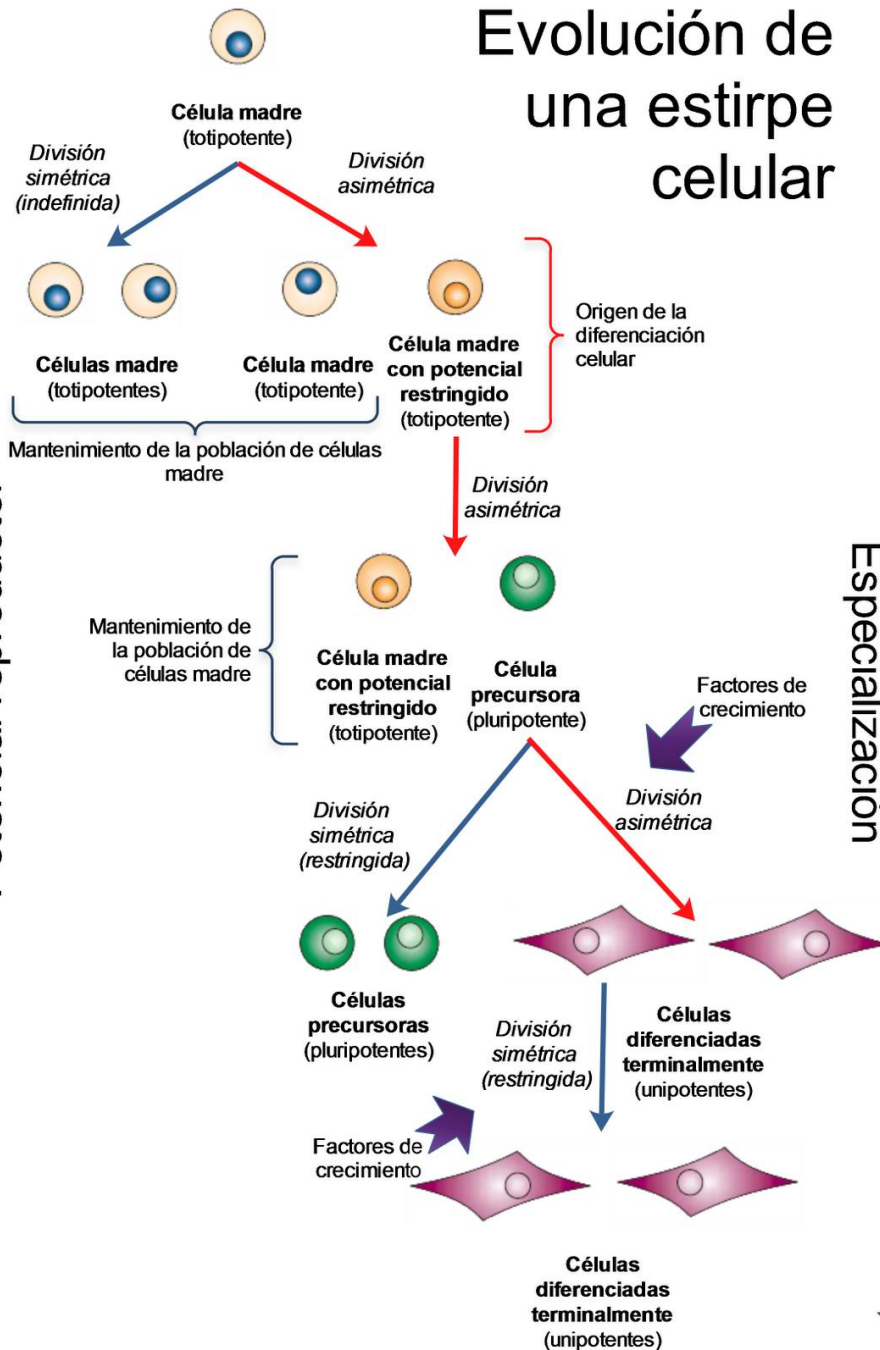 Evolución de
una estirpe
celular
Célula madre
(totipotente)
División
simétrica
(indefinida)
División
asimétrica
Células madre
(totipotentes)
Célula madre
(totipotente)
Célula madre
con potencial
restringido
(totipotente)
Origen de la
diferenciación
celular
Mantenimiento de la población de células
madre
División
asimétrica
Mantenimiento de
la población de
células madre
Célula madre
con potencial
restringido
(totipotente)
Célula
precursora
(pluripotente)
Factores de
crecimiento
División
simétrica
(restringida)
División
asimétrica
Células
precursoras
(pluripotentes)
División
simétrica
(restringida)
Células
diferenciadas
terminalmente
(unipotentes)
Factores de
crecimiento
Células
diferenciadas
terminalmente
(unipotentes)
Especialización